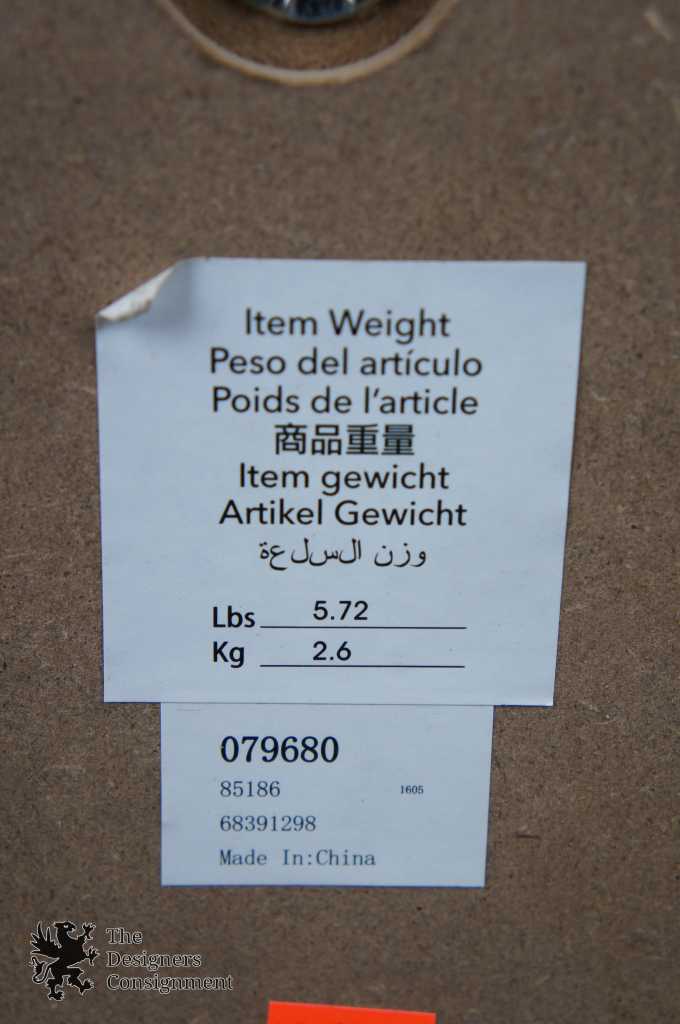 Item Weight
Peso del artículo
Poids de l'article
商品重量
Item gewicht
Artikel Gewicht
وزن السلعة
Lbs 5.72
Kg 2.6
079680
85186 1605
68391298
Made In:China
The
Designers
Consignment